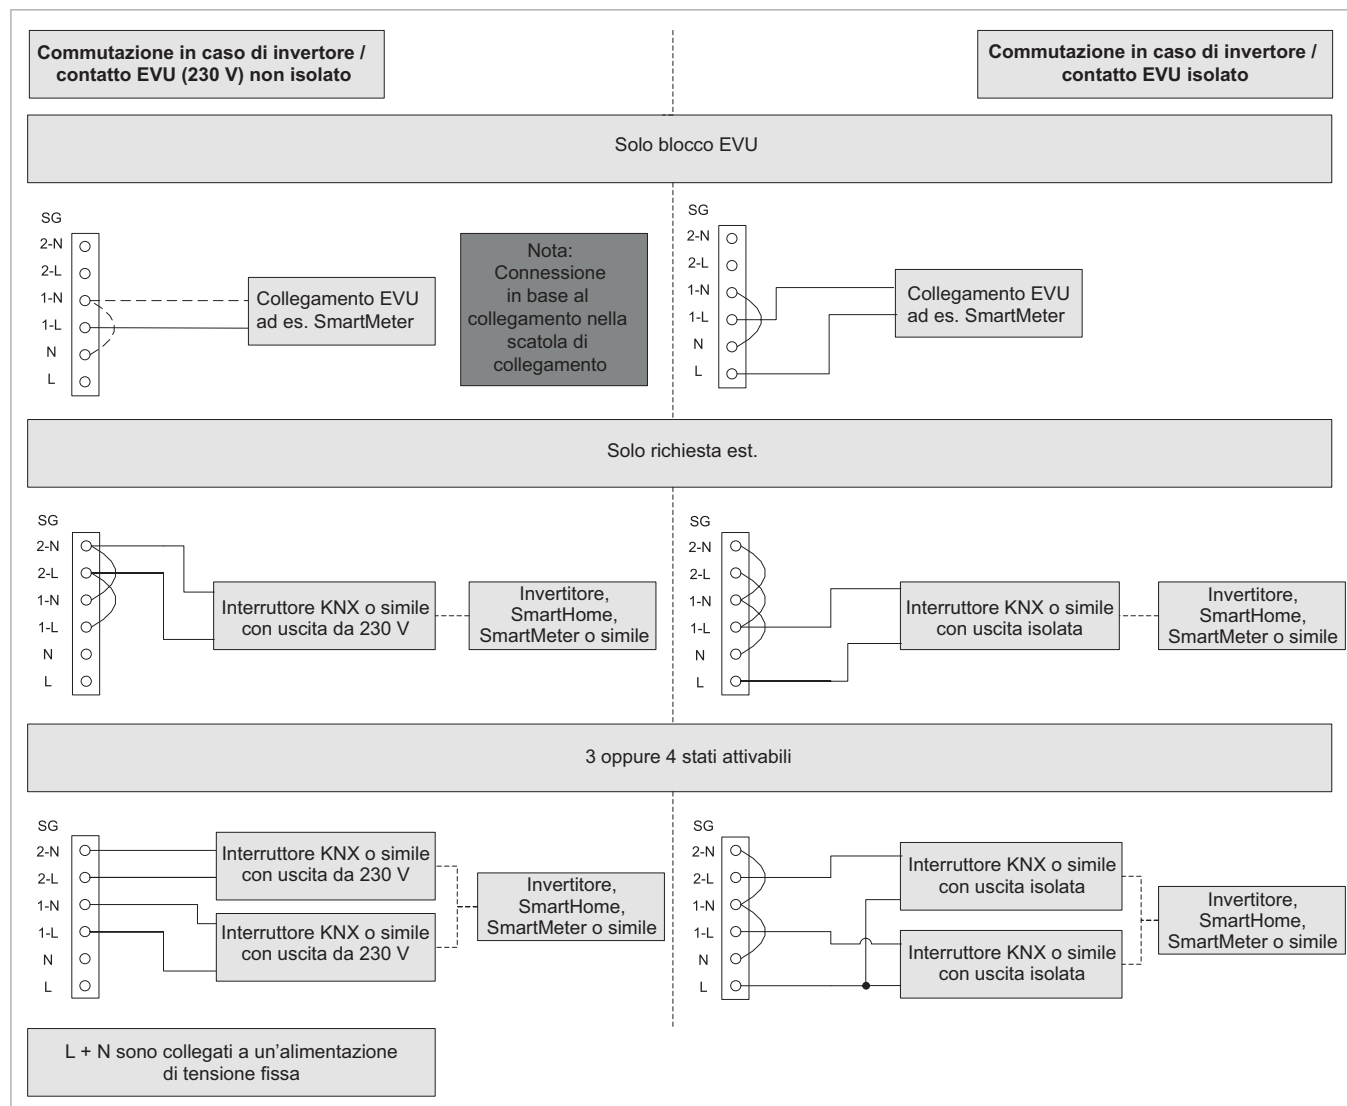 Commutazione in caso di invertore /
contatto EVU (230 V) non isolato
Commutazione in caso di invertore /
contatto EVU isolato
Solo blocco EVU
SG
2-N
2-L
1-N
1-L
N
L
Collegamento EVU
ad es. SmartMeter
Nota:
Connessione
in base al
collegamento nella
scatola di
collegamento
SG
2-N
2-L
1-N
1-L
N
L
Collegamento EVU
ad es. SmartMeter
Solo richiesta est.
SG
2-N
2-L
1-N
1-L
N
L
Interruttore KNX o simile
con uscita da 230 V
Invertitore,
SmartHome,
SmartMeter o simile
SG
2-N
2-L
1-N
1-L
N
L
Interruttore KNX o simile
con uscita isolata
Invertitore,
SmartHome,
SmartMeter o simile
3 oppure 4 stati attivabili
SG
2-N
2-L
1-N
1-L
N
L
Interruttore KNX o simile
con uscita da 230 V
Interruttore KNX o simile
con uscita da 230 V
Invertitore,
SmartHome,
SmartMeter o simile
SG
2-N
2-L
1-N
1-L
N
L
Interruttore KNX o simile
con uscita isolata
Interruttore KNX o simile
con uscita isolata
Invertitore,
SmartHome,
SmartMeter o simile
L + N sono collegati a un'alimentazione
di tensione fissa